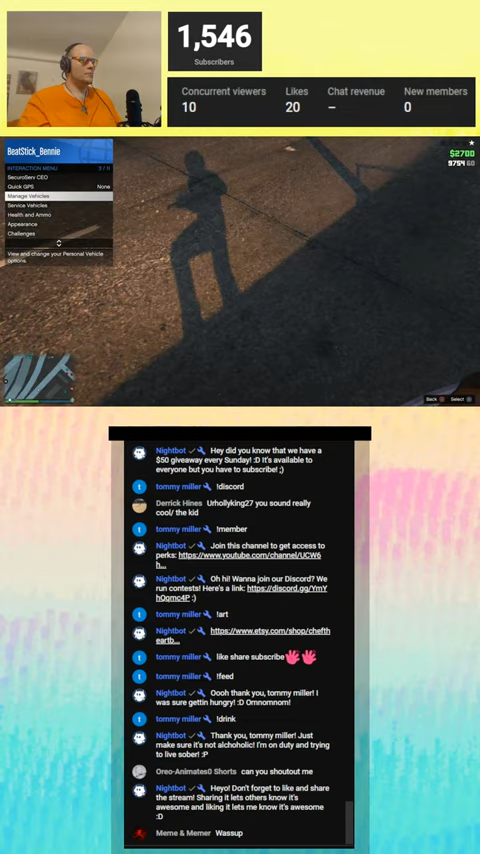 1,546
Subscribers
Concurrent viewers
10
Likes
20
Chat revenue
–
New members
0
BeatStick_Bennie
INTERACTION MENU 3 / 11
SecuroServ CEO
Quick GPS None
Manage Vehicles
Service Vehicles
Health and Ammo
Appearance
Challenges
View and change your Personal Vehicle
options.
$2700
Back
Select
Nightbot Hey did you know that we have a
$50 giveaway every Sunday! :D It's available to
everyone but you have to subscribe! ;)
tommy miller !discord
Derrick Hines Urhollyking27 you sound really
cool/ the kid
tommy miller !member
Nightbot Join this channel to get access to
perks: https://www.youtube.com/channel/UCW6
h...
Nightbot Oh hi! Wanna join our Discord? We
run contests! Here's a link: https://discord.gg/YmY
hQqmc4P :)
tommy miller !art
Nightbot https://www.etsy.com/shop/chefth
eartb...
tommy miller like share subscribe
tommy miller !feed
Nightbot Oooh thank you, tommy miller! I
was sure gettin hungry! :D Omnomnom!
tommy miller !drink
Nightbot Thank you, tommy miller! Just
make sure it's not alchoholic! I'm on duty and trying
to live sober! :P
Oreo-Animates0 Shorts can you shoutout me
Nightbot Heyo! Don't forget to like and share
the stream! Sharing it lets others know it's
awesome and liking it lets me know it's awesome
:D
Meme & Memer Wassup